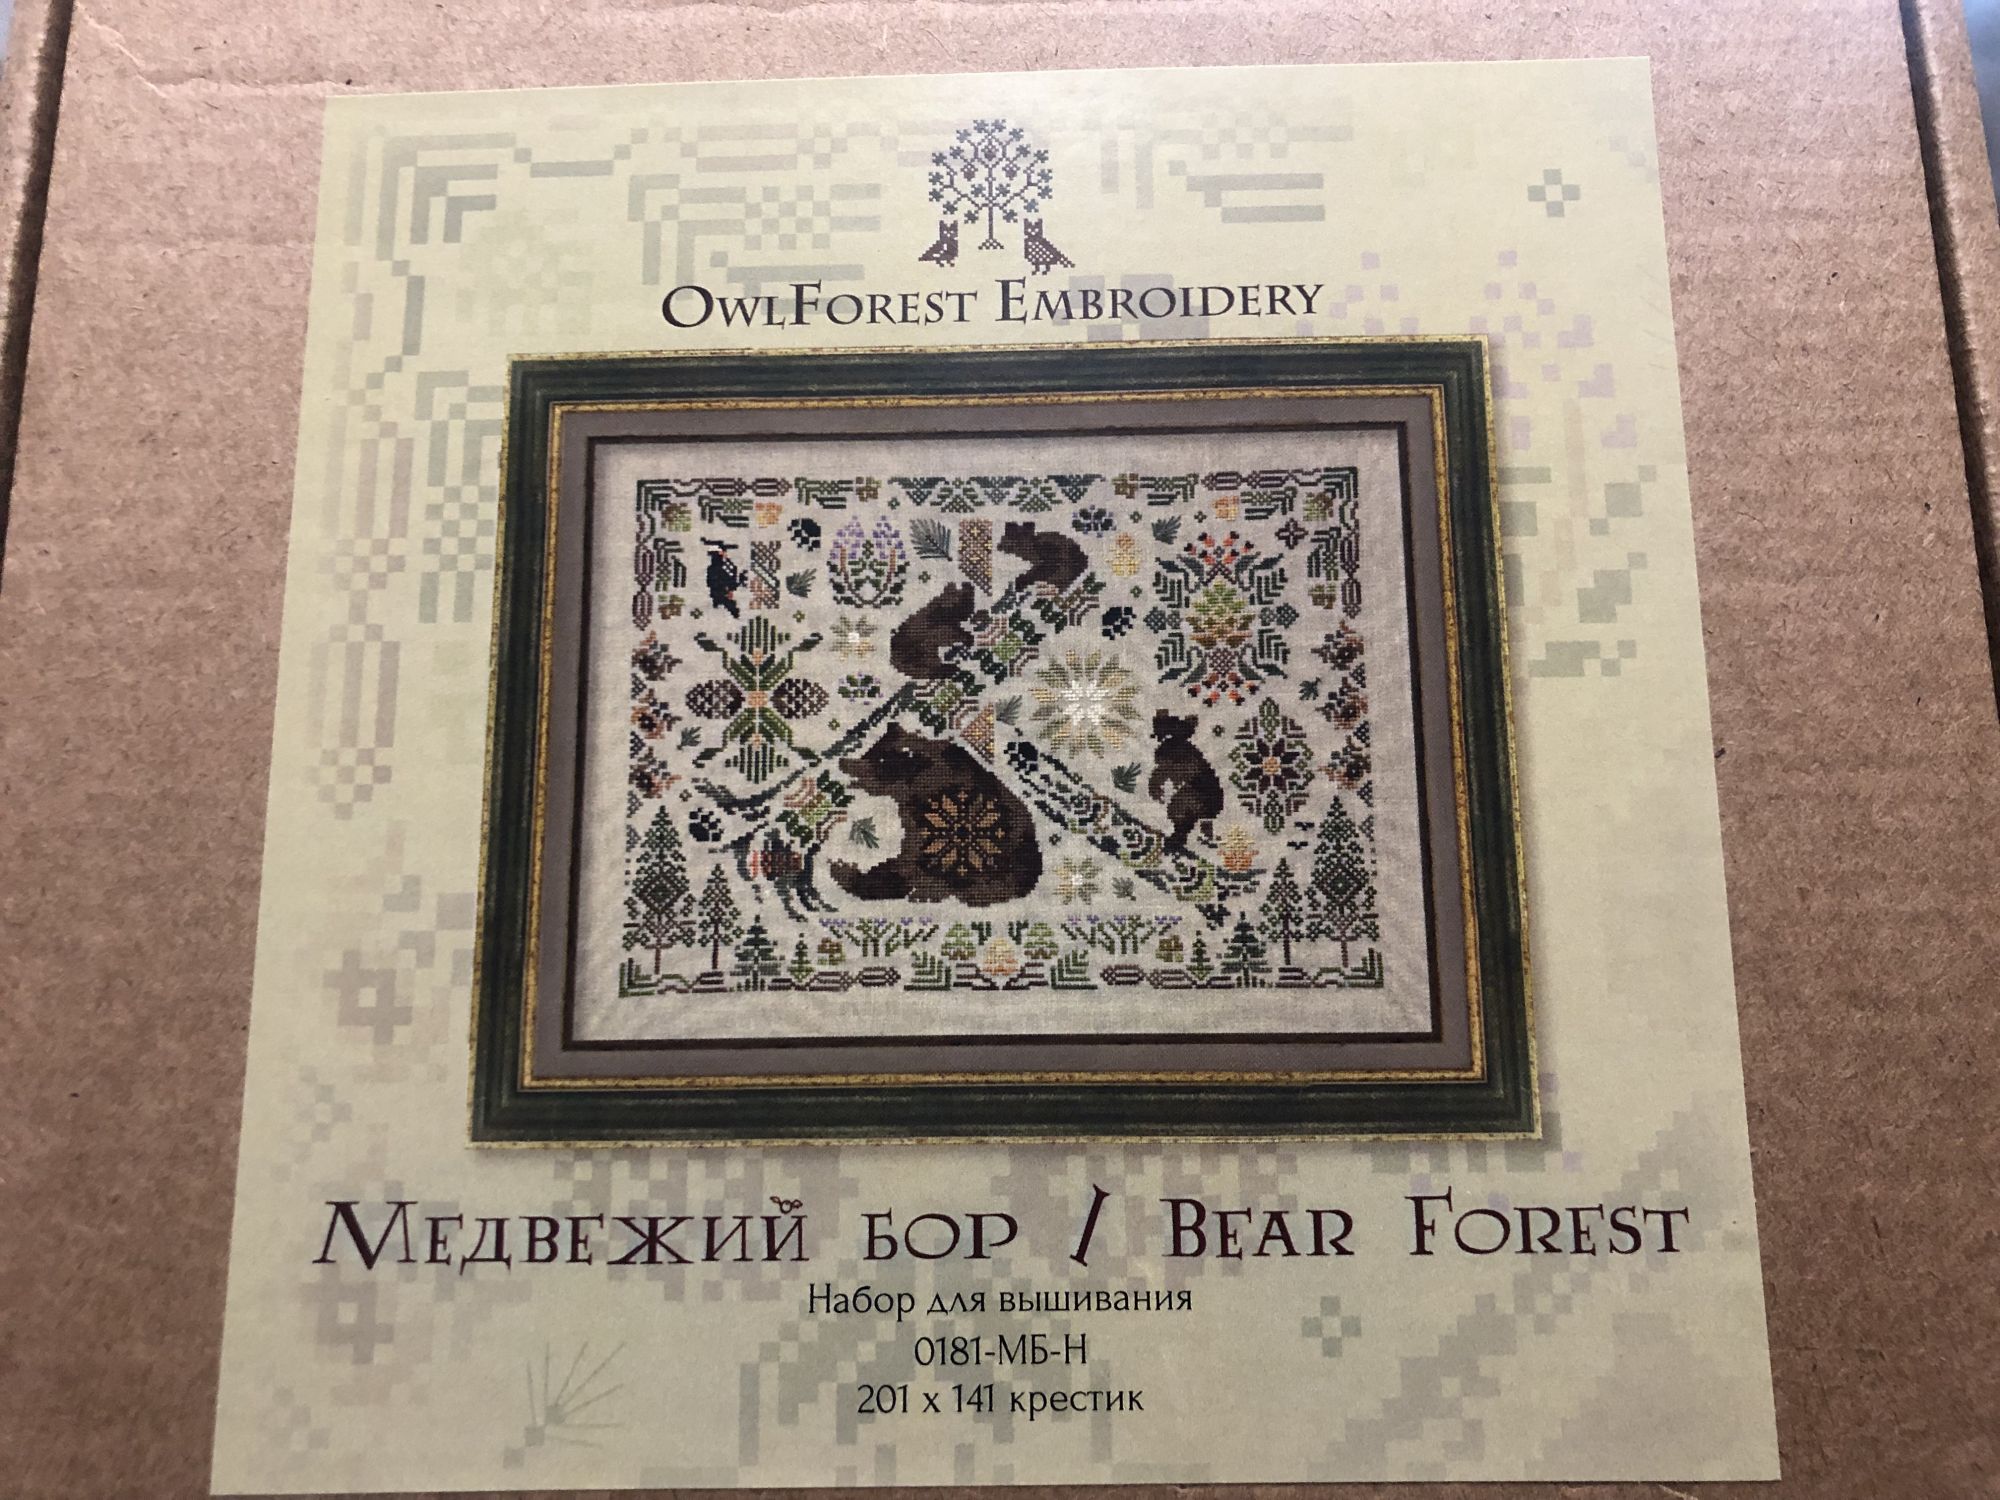 OwlForest Embroidery
Медвежий бор / Bear Forest
Набор для вышивания
0181-МБ-Н
201 x 141 крестик